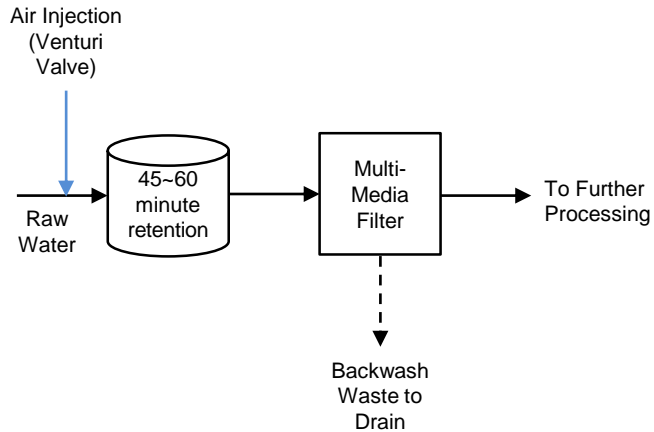 Air Injection
(Venturi
Valve)
45~60
minute
retention
Multi-
Media
Filter
To Further
Processing
Raw
Water
Backwash
Waste to
Drain